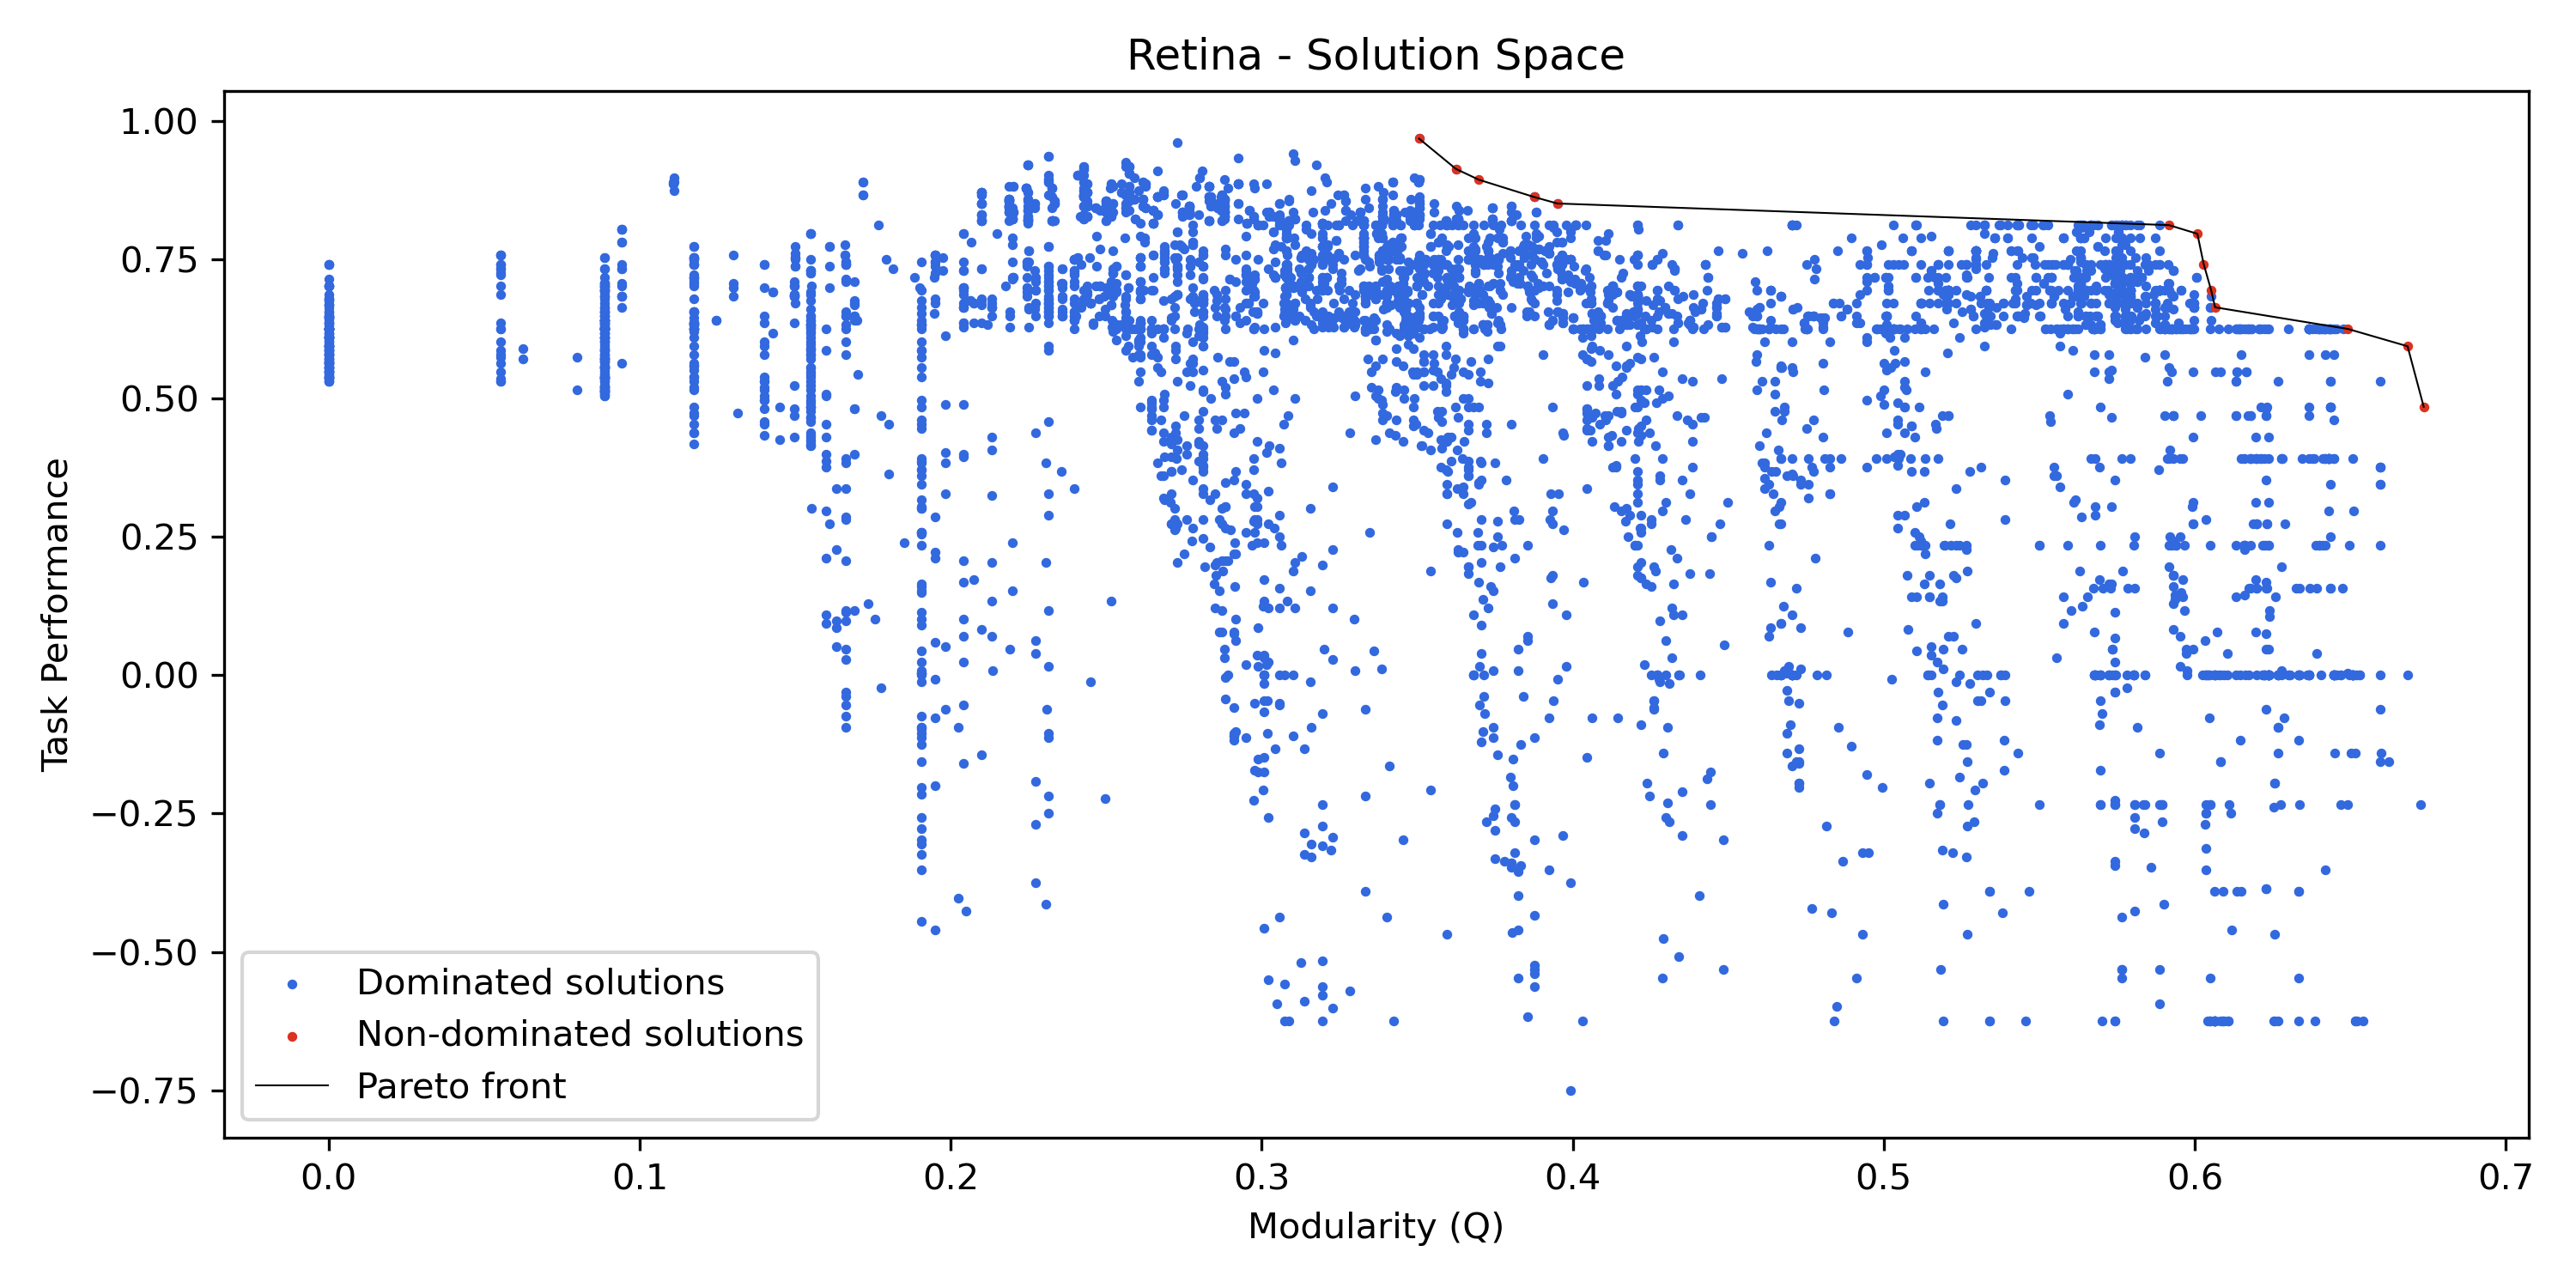 Retina - Solution Space
1.00
0.75
0.50
0.25
0.00
−0.25
−0.50
−0.75
Task Performance
Dominated solutions
Non-dominated solutions
Pareto front
0.0 0.1 0.2 0.3 0.4 0.5 0.6 0.7
Modularity (Q)